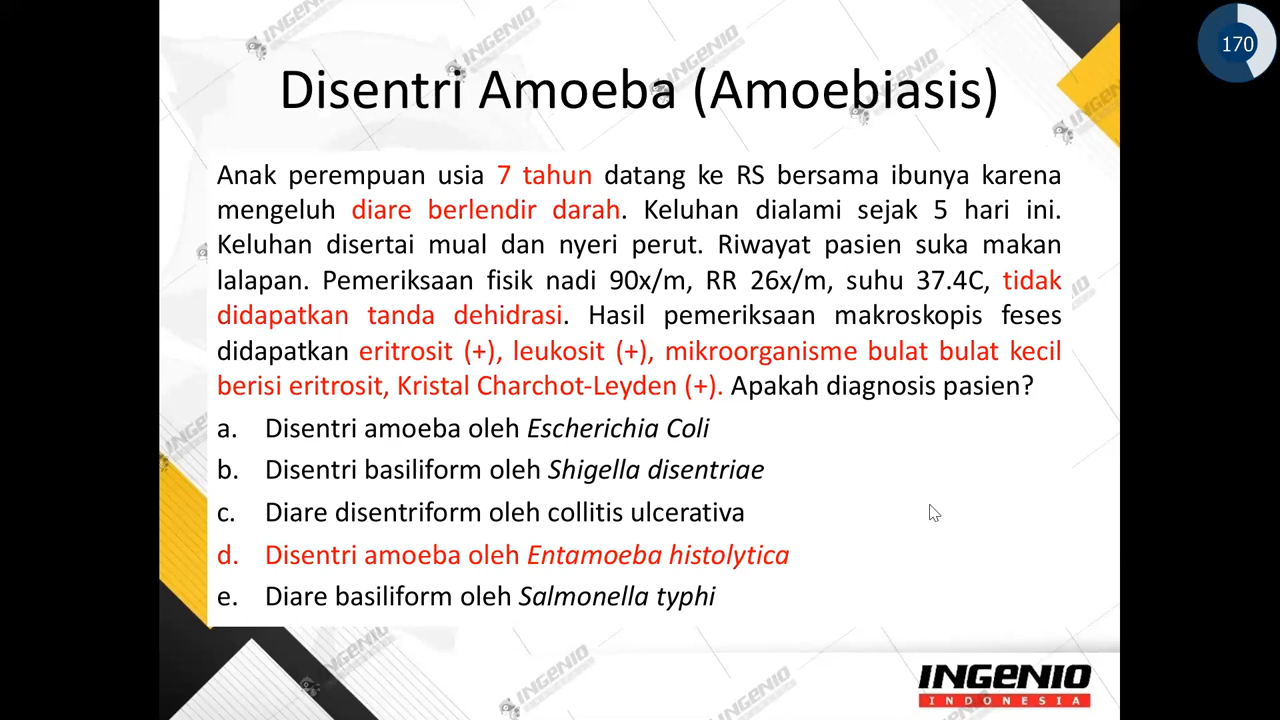 170
Disentri Amoeba (Amoebiasis)
Anak perempuan usia 7 tahun datang ke RS bersama ibunya karena
mengeluh diare berlendir darah. Keluhan dialami sejak 5 hari ini.
Keluhan disertai mual dan nyeri perut. Riwayat pasien suka makan
lalapan. Pemeriksaan fisik nadi 90x/m, RR 26x/m, suhu 37.4C, tidak
didapatkan tanda dehidrasi. Hasil pemeriksaan makroskopis feses
didapatkan eritrosit (+), leukosit (+), mikroorganisme bulat bulat kecil
berisi eritrosit, Kristal Charchot-Leyden (+). Apakah diagnosis pasien?
a. Disentri amoeba oleh Escherichia Coli
b. Disentri basiliform oleh Shigella disentriae
c. Diare disentriform oleh collitis ulcerativa
d. Disentri amoeba oleh Entamoeba histolytica
e. Diare basiliform oleh Salmonella typhi
INGENIO
INDONESIA